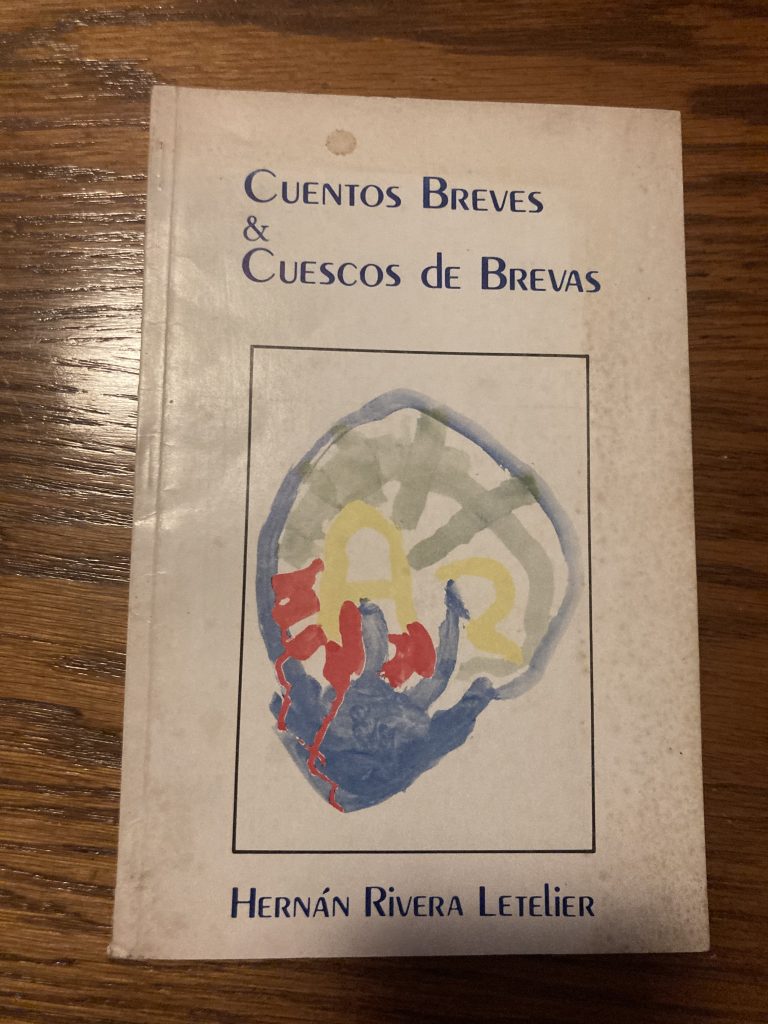 Cuentos Breves
&
Cuescos de Brevas
Hernán Rivera Letelier